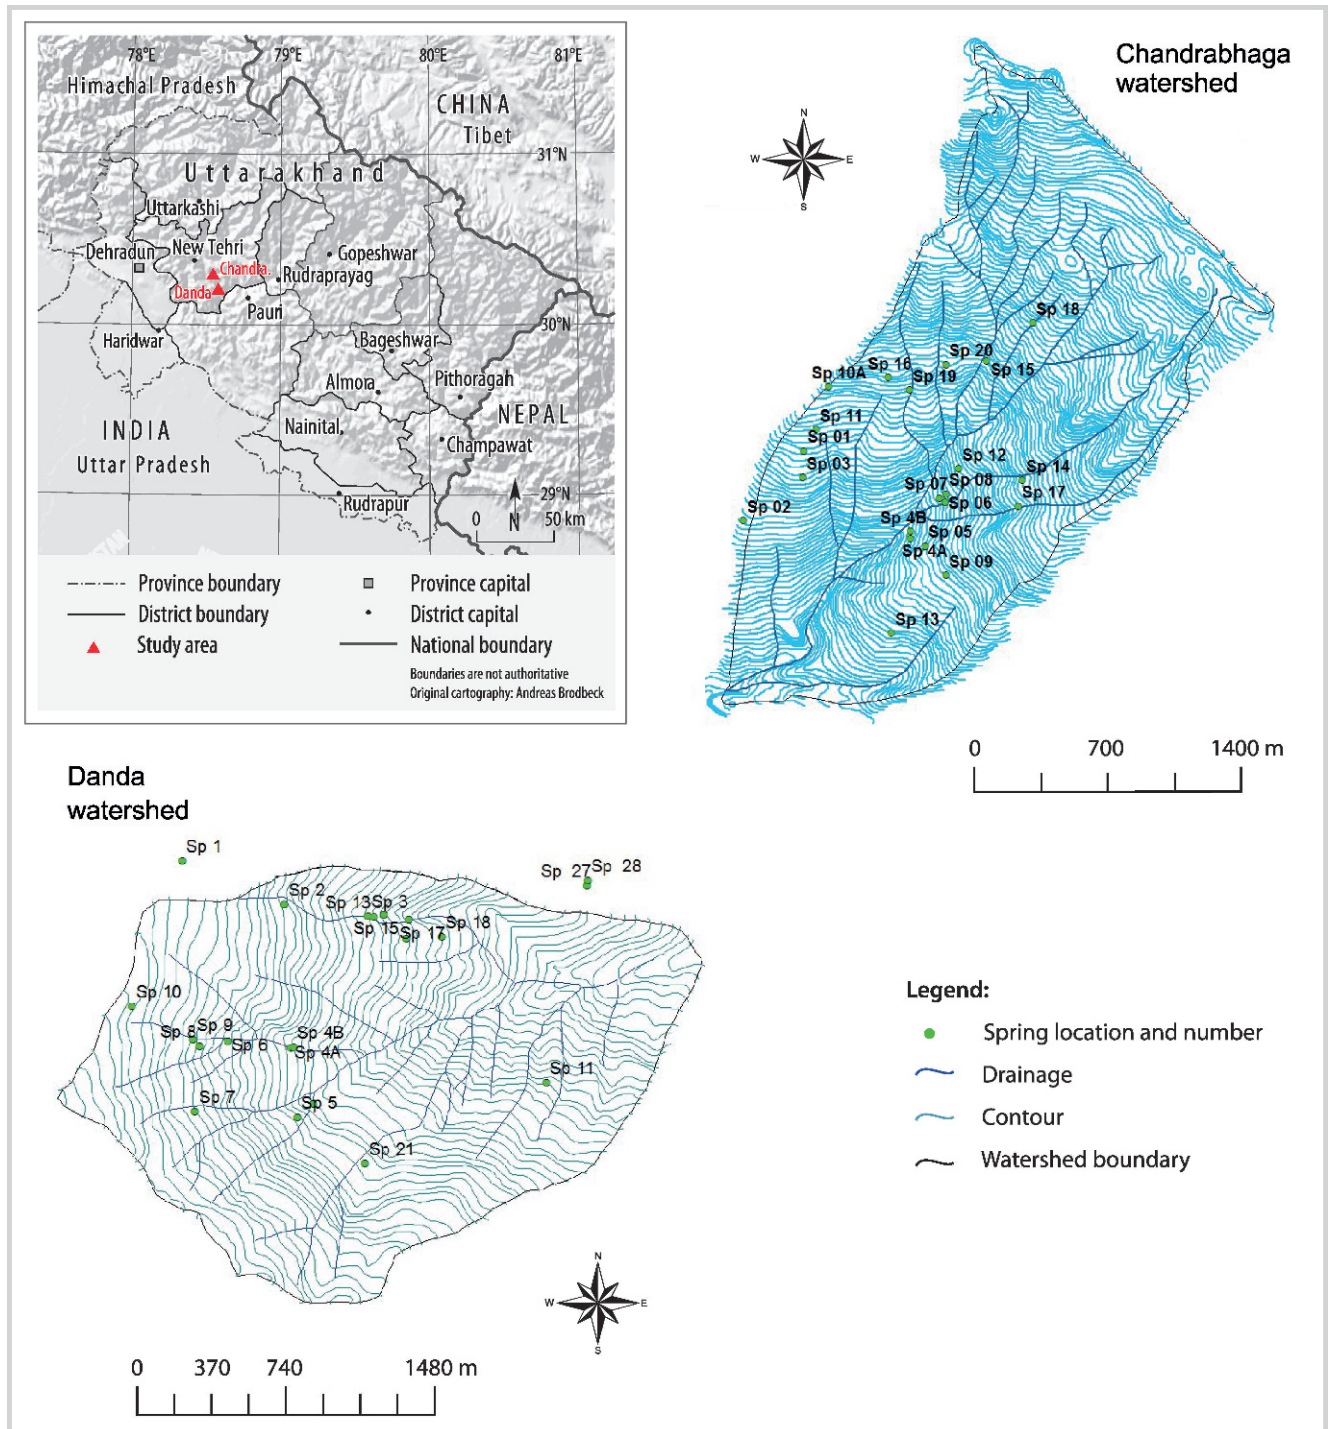 78°E
79°E
80°E
81°E
Himachal Pradesh
CHINA
Tibet
31°N
Uttarakhand
Uttarkashi
Dehradun
New Tehri
Gopeshwar
Chandra.
Rudraprayag
Danda
Pauri
30°N
Haridwar
Bageshwar
Almora
Pithoragah
NEPAL
INDIA
Nainital
Champawat
Uttar Pradesh
29°N
Rudrapur
0
N
50 km
Province boundary
Province capital
District boundary
District capital
Study area
National boundary
Boundaries are not authoritative
Original cartography: Andreas Brodbeck
Chandrabhaga
watershed
N
W
E
S
Sp 18
Sp 20
Sp 16
Sp 15
Sp 10A
Sp 19
Sp 11
Sp 01
Sp 12
Sp 03
Sp 14
Sp 07
Sp 08
Sp 17
Sp 06
Sp 02
Sp 4B
Sp 05
Sp 4A
Sp 09
Sp 13
0
700
1400 m
Danda
watershed
Sp 1
Sp 27
Sp 28
Sp 2
Sp 13
Sp 3
Sp 15
Sp 17
Sp 18
Sp 10
Sp 8
Sp 9
Sp 6
Sp 4B
Sp 4A
Sp 11
Sp 7
Sp 5
Sp 21
N
W
E
S
0
370
740
1480 m
Legend:
Spring location and number
Drainage
Contour
Watershed boundary